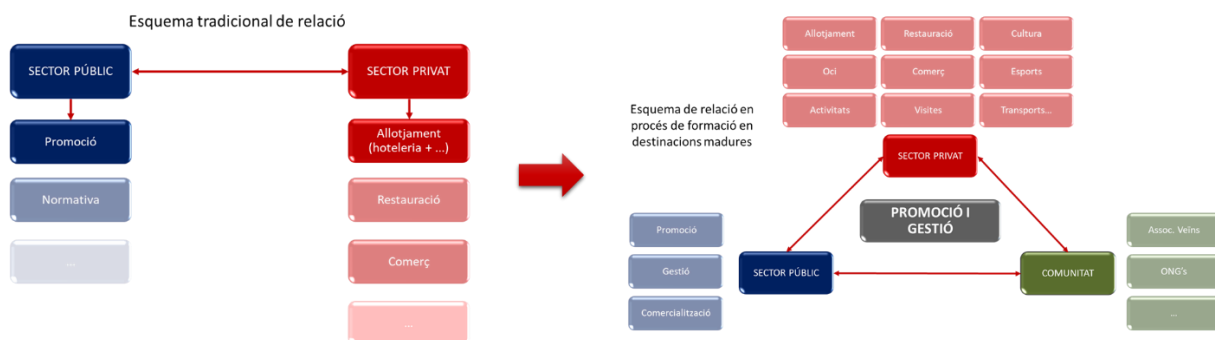 Esquema tradicional de relació
SECTOR PÚBLIC
SECTOR PRIVAT
Promoció
Allotjament
(hoteleria + ...)
Normativa
Restauració
...
Comerç
...
Allotjament
Restauració
Cultura
Oci
Comerç
Esports
Activitats
Visites
Transports...
Esquema de relació en
procés de formació en
destinacions madures
SECTOR PRIVAT
PROMOCIÓ I
GESTIÓ
Promoció
Gestió
Comercialització
SECTOR PÚBLIC
COMUNITAT
Assoc. Veïns
ONG's
...